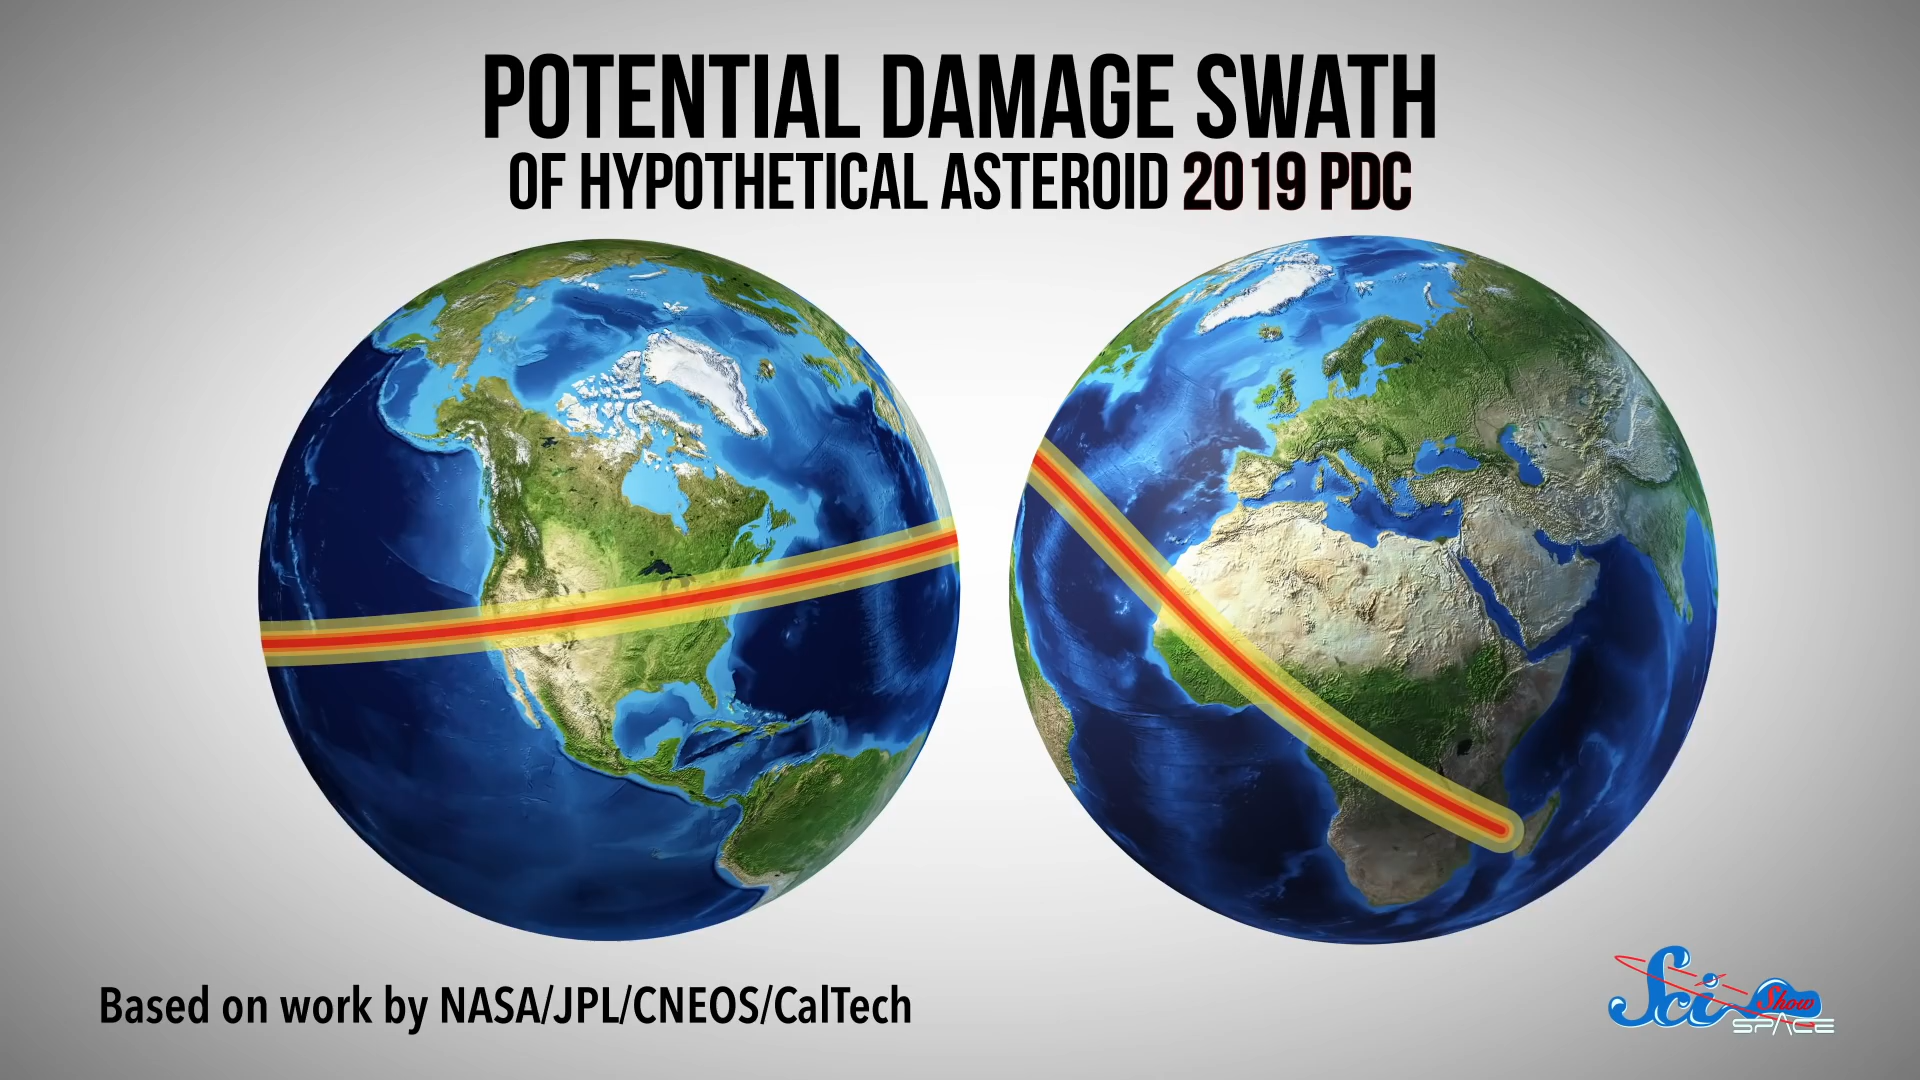 POTENTIAL DAMAGE SWATH
OF HYPOTHETICAL ASTEROID 2019 PDC
Based on work by NASA/JPL/CNEOS/CalTech
Sci Show
SPACE